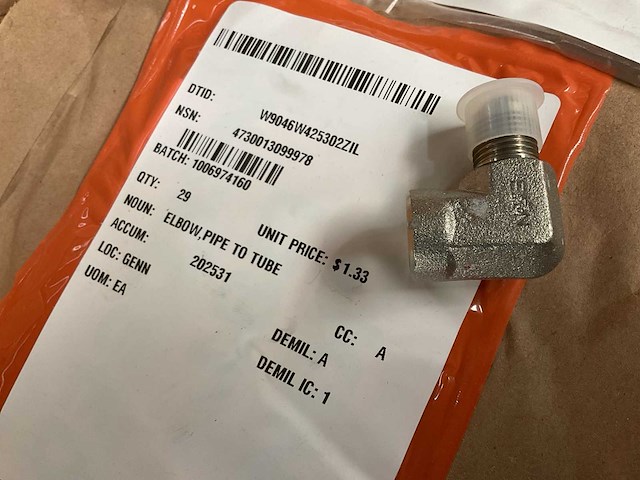 DTID: W9046W425302ZIL
NSN: 4730013099978
BATCH: 1006974160
QTY: 29
UNIT PRICE: $1.33
NOUN: ELBOW,PIPE TO TUBE
ACCUM: 202531
LOC: GENN
CC: A
UOM: EA
DEMIL: A
DEMIL IC: 1